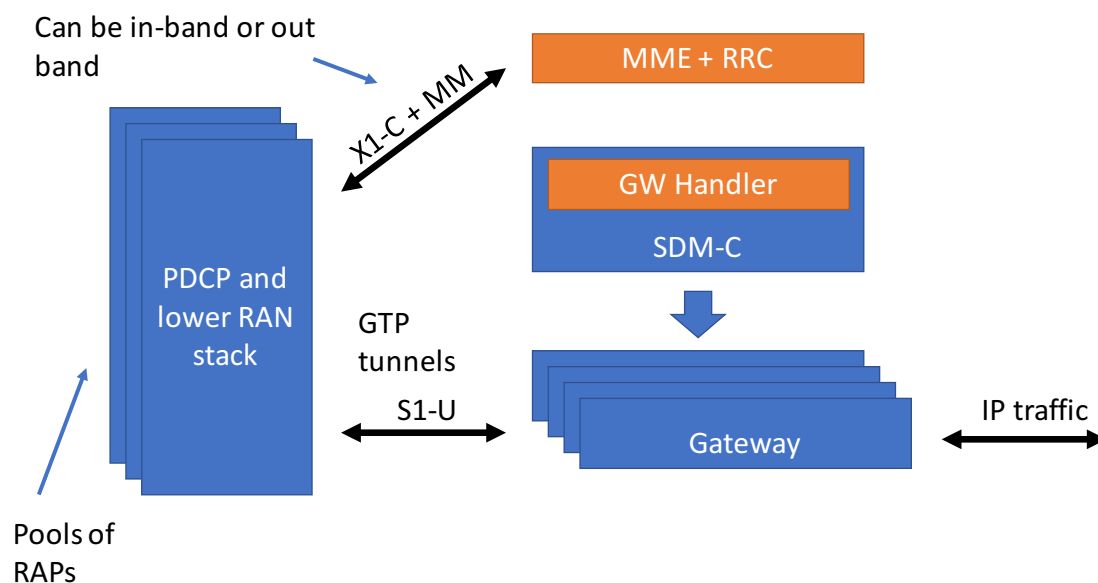 Can be in-band or out
band
MME + RRC
X1-C + MM
GW Handler
SDM-C
PDCP and
lower RAN
stack
GTP
tunnels
S1-U
Gateway
IP traffic
Pools of
RAPs